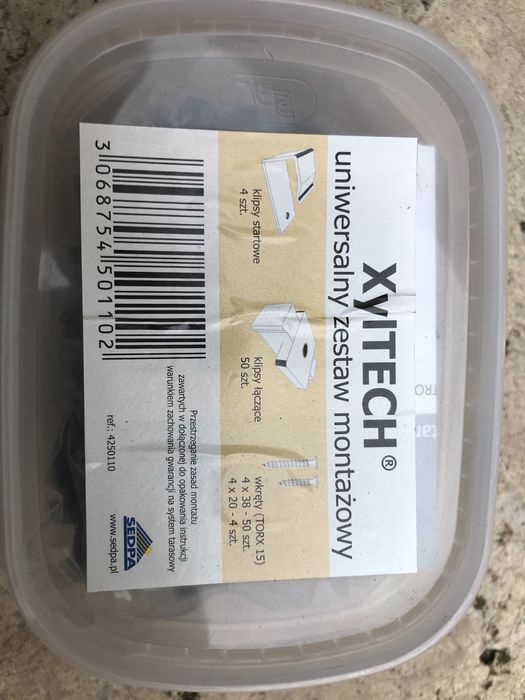 XylTECH®
uniwersalny zestaw montażowy
klipsy startowe
4 szt.
klipsy łączące
50 szt.
wkręty (TORX 15)
4 x 38 - 50 szt.
4 x 20 - 4 szt.
3 068754 501102
Przestrzeganie zasad montażu
zawartych w dołączonej do opakowania instrukcji
warunkiem zachowania gwarancji na system tarasowy
ref.: 4250110
SEDPA
www.sedpa.pl